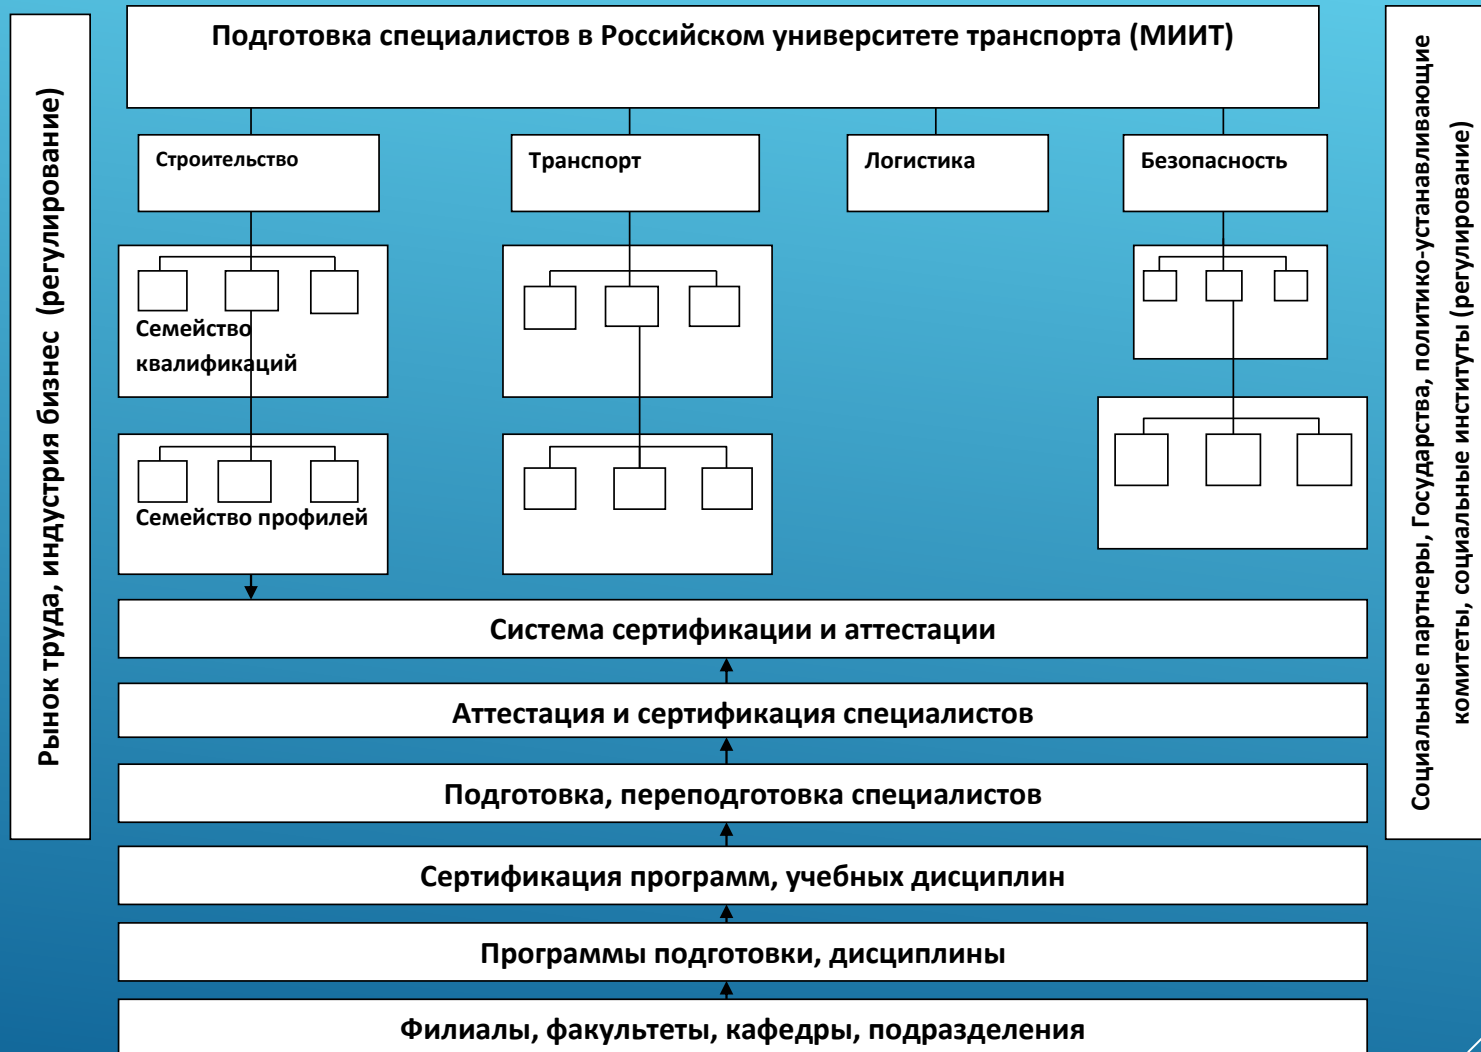 Подготовка специалистов в Российском университете транспорта (МИИТ)
Рынок труда, индустрия бизнес (регулирование)
Строительство
Транспорт
Логистика
Безопасность
Семейство
квалификаций
Семейство профилей
Система сертификации и аттестации
Аттестация и сертификация специалистов
Подготовка, переподготовка специалистов
Сертификация программ, учебных дисциплин
Программы подготовки, дисциплины
Филиалы, факультеты, кафедры, подразделения
Социальные партнеры, Государства, политико-устанавливающие
комитеты, социальные институты (регулирование)